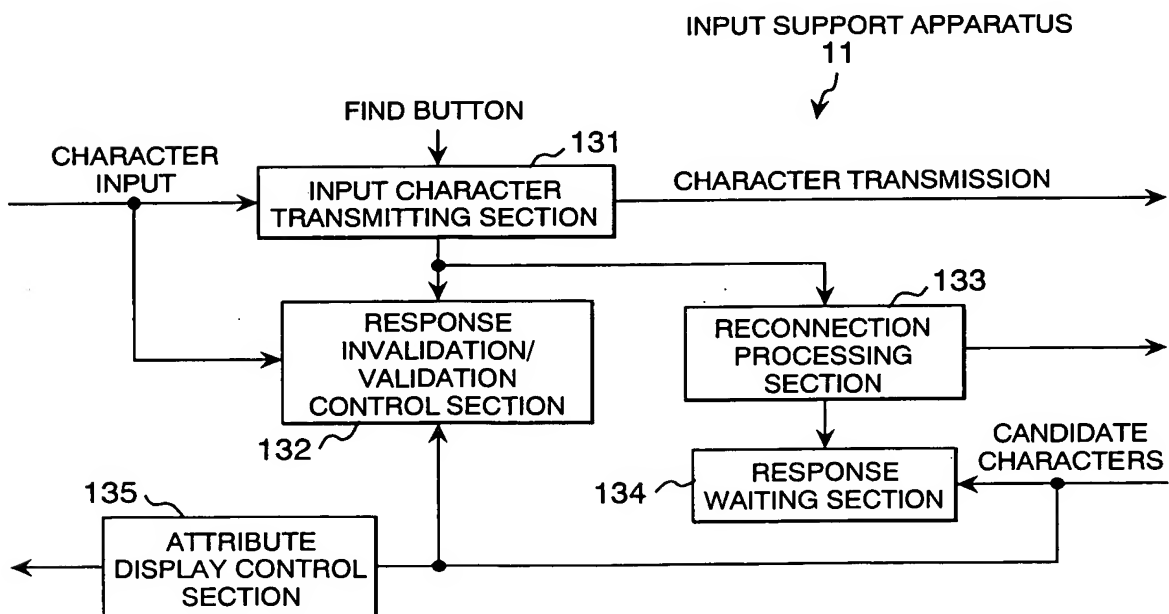 INPUT SUPPORT APPARATUS
11
FIND BUTTON
131
CHARACTER
INPUT
INPUT CHARACTER
TRANSMITTING SECTION
CHARACTER TRANSMISSION
133
RESPONSE
INVALIDATION/
VALIDATION
CONTROL SECTION
132
RECONNECTION
PROCESSING
SECTION
CANDIDATE
CHARACTERS
134
RESPONSE
WAITING SECTION
135
ATTRIBUTE
DISPLAY CONTROL
SECTION